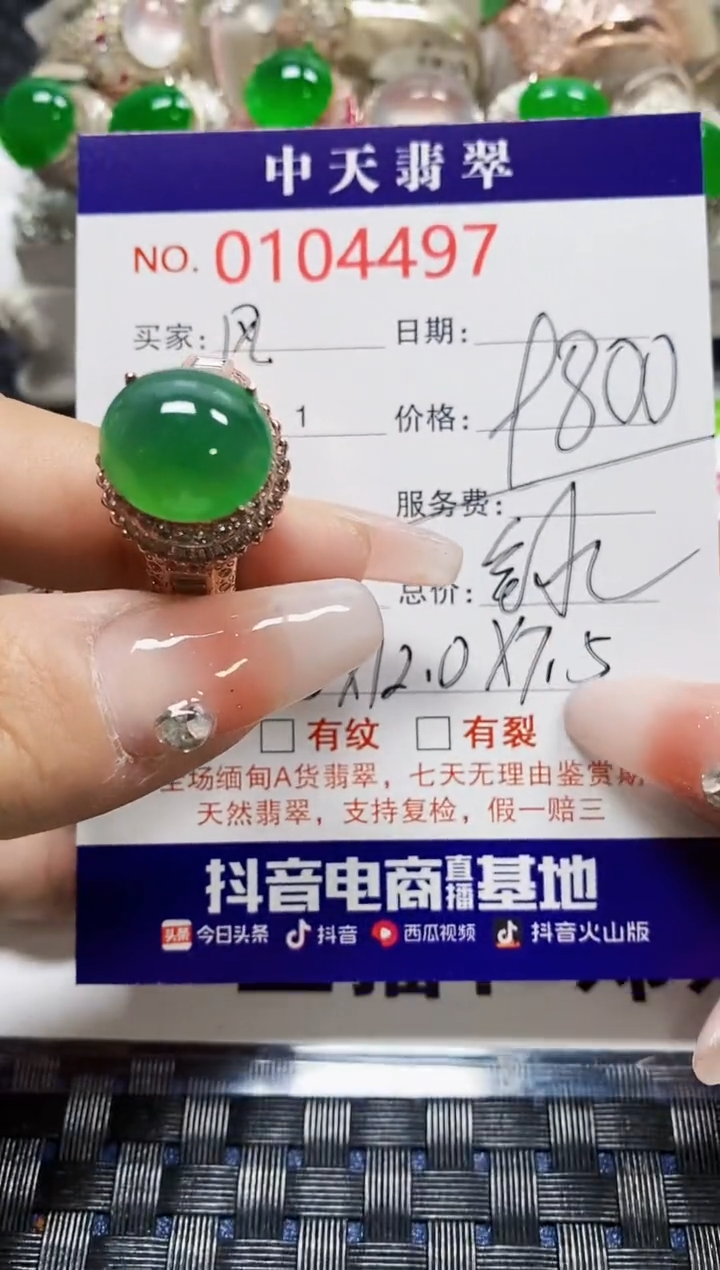 中天翡翠
NO. 0104497
买家: 风 日期:
1 价格: 1800
服务费:
总价:
x12.0x7.5
□有纹 □有裂
全场缅甸A货翡翠，七天无理由鉴赏期
天然翡翠，支持复检，假一赔三
抖音电商直播基地
头条 今日头条 抖音 西瓜视频 抖音火山版